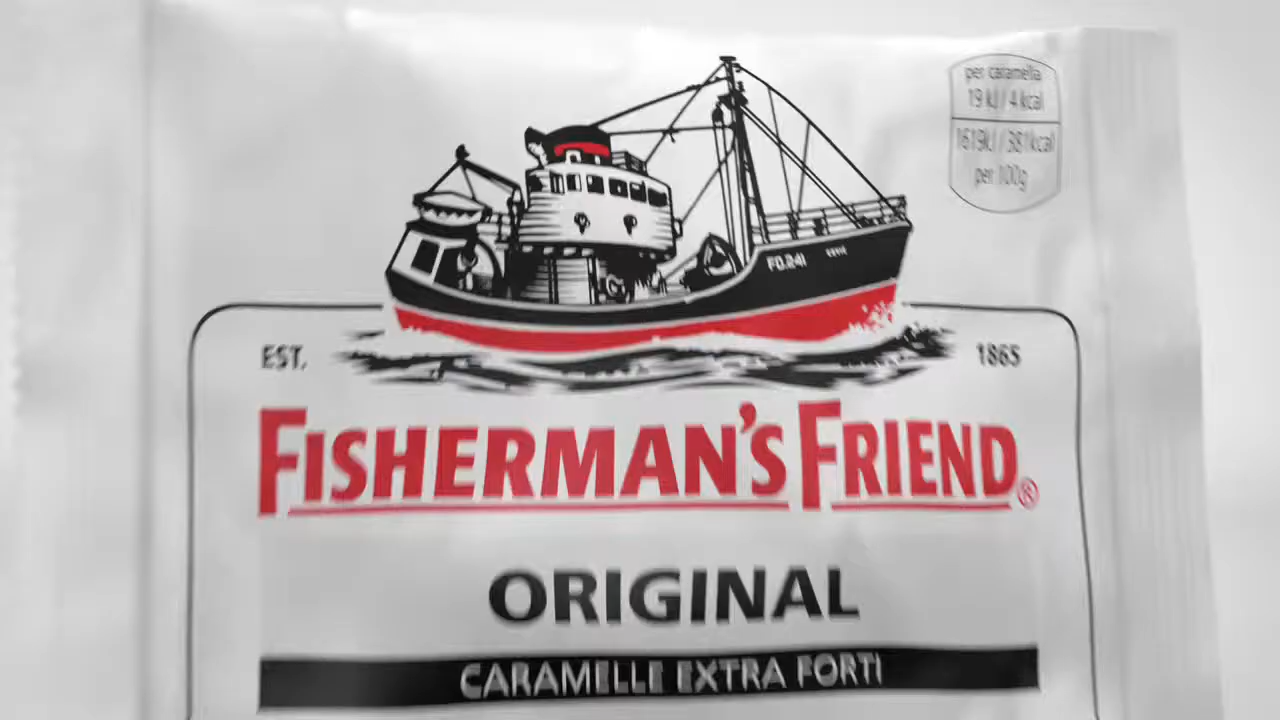 per caramella
19 kJ / 4 kcal
1619kJ / 381kcal
per 100g
FD.241
EST.
1865
FISHERMAN'S FRIEND®
ORIGINAL
CARAMELLE EXTRA FORTI